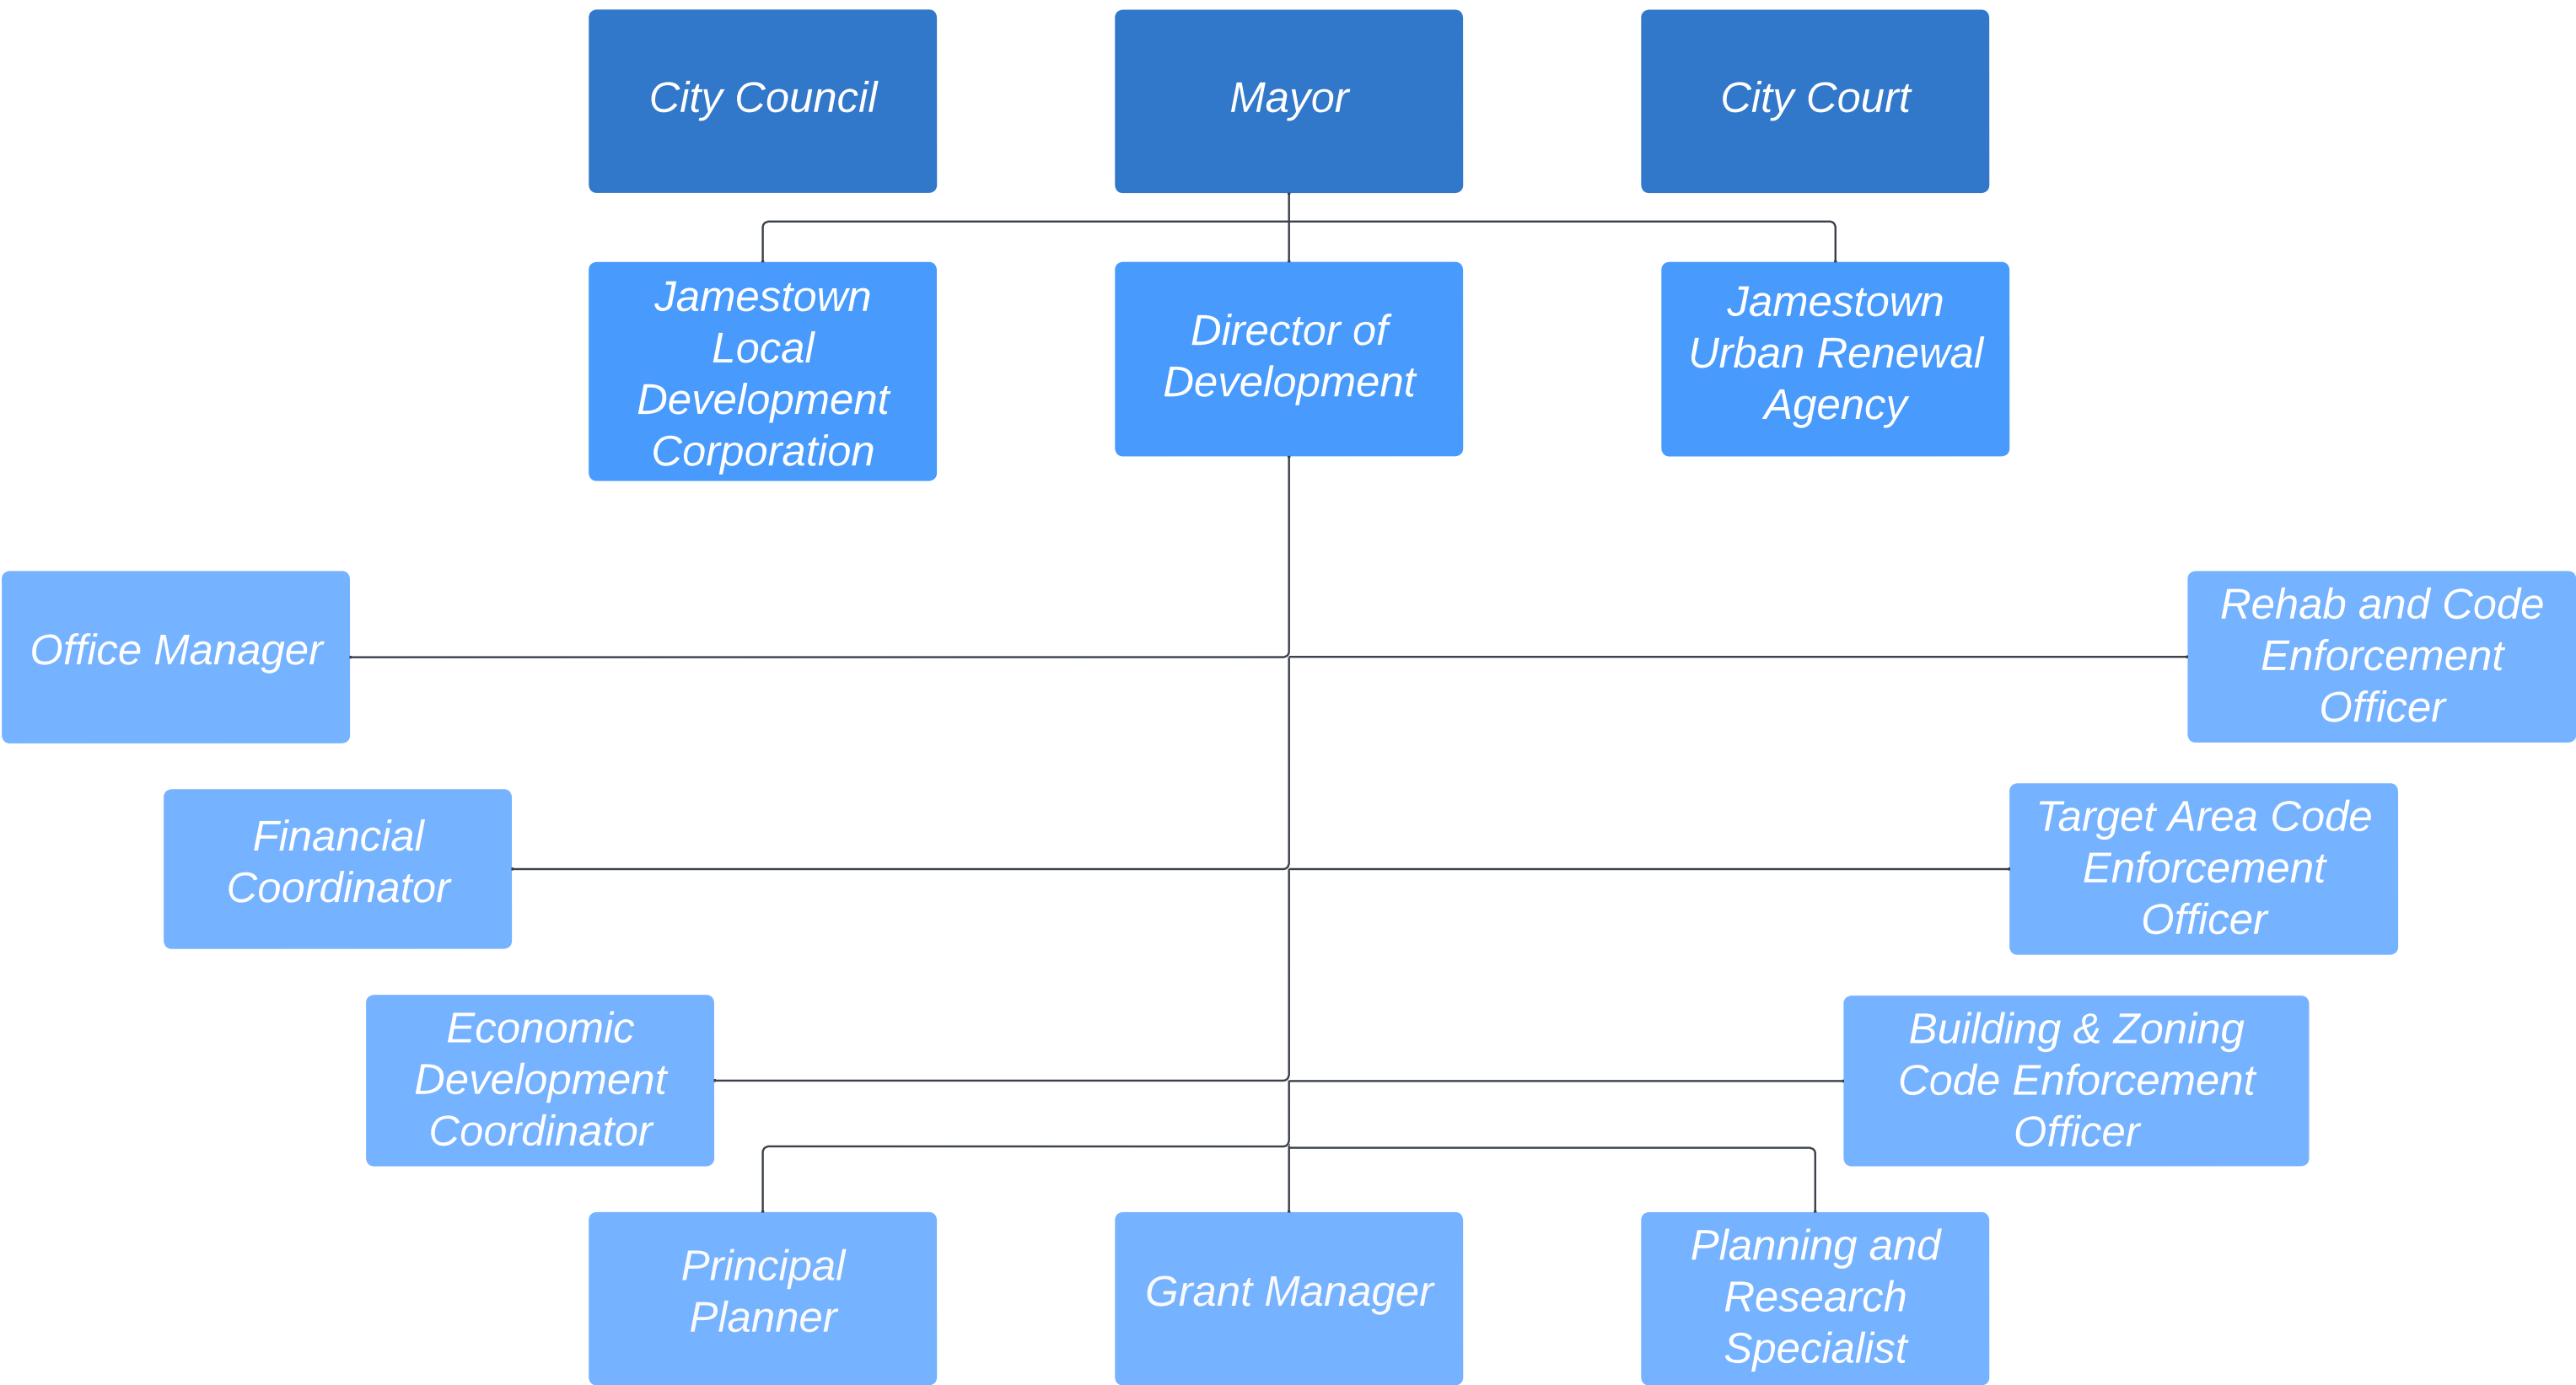 City Council
Mayor
City Court
Jamestown
Local
Development
Corporation
Director of
Development
Jamestown
Urban Renewal
Agency
Office Manager
Rehab and Code
Enforcement
Officer
Financial
Coordinator
Target Area Code
Enforcement
Officer
Economic
Development
Coordinator
Building & Zoning
Code Enforcement
Officer
Principal
Planner
Grant Manager
Planning and
Research
Specialist